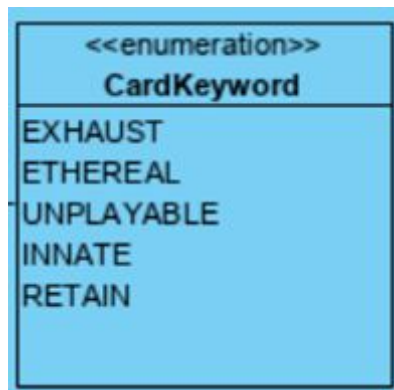 <<enumeration>>
CardKeyword
EXHAUST
ETHEREAL
UNPLAYABLE
INNATE
RETAIN